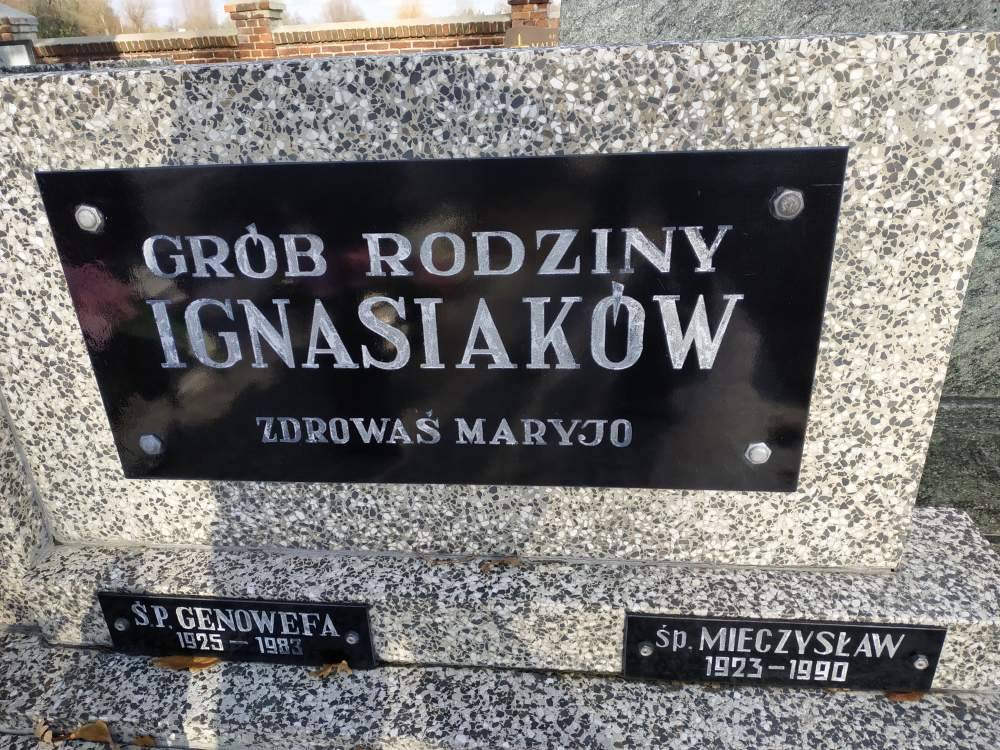 GRÓB RODZINY
IGNASIAKÓW
ZDROWAŚ MARYJO
Ś.P. GENOWEFA
1925 – 1983
śp. MIECZYSŁAW
1923 – 1990